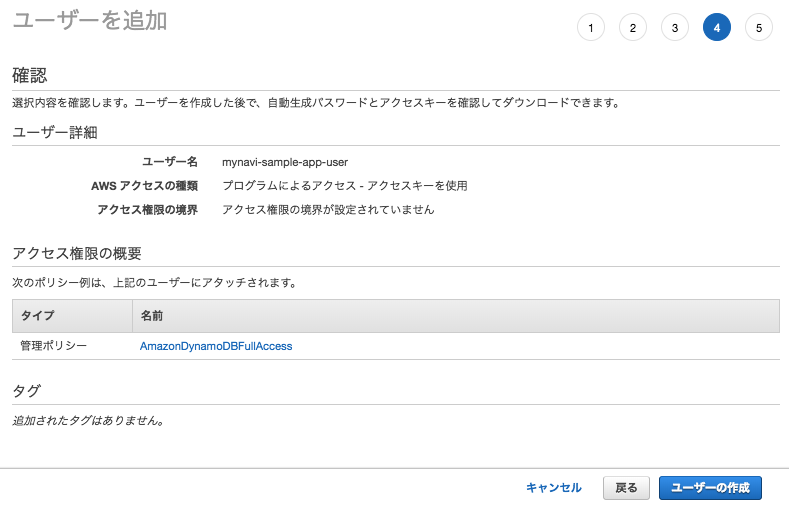 ユーザーを追加
1 2 3 4 5
確認
選択内容を確認します。ユーザーを作成した後で、自動生成パスワードとアクセスキーを確認してダウンロードできます。
ユーザー詳細
ユーザー名 mynavi-sample-app-user
AWS アクセスの種類 プログラムによるアクセス - アクセスキーを使用
アクセス権限の境界 アクセス権限の境界が設定されていません
アクセス権限の概要
次のポリシー例は、上記のユーザーにアタッチされます。
タイプ 名前
管理ポリシー AmazonDynamoDBFullAccess
タグ
追加されたタグはありません。
キャンセル 戻る ユーザーの作成